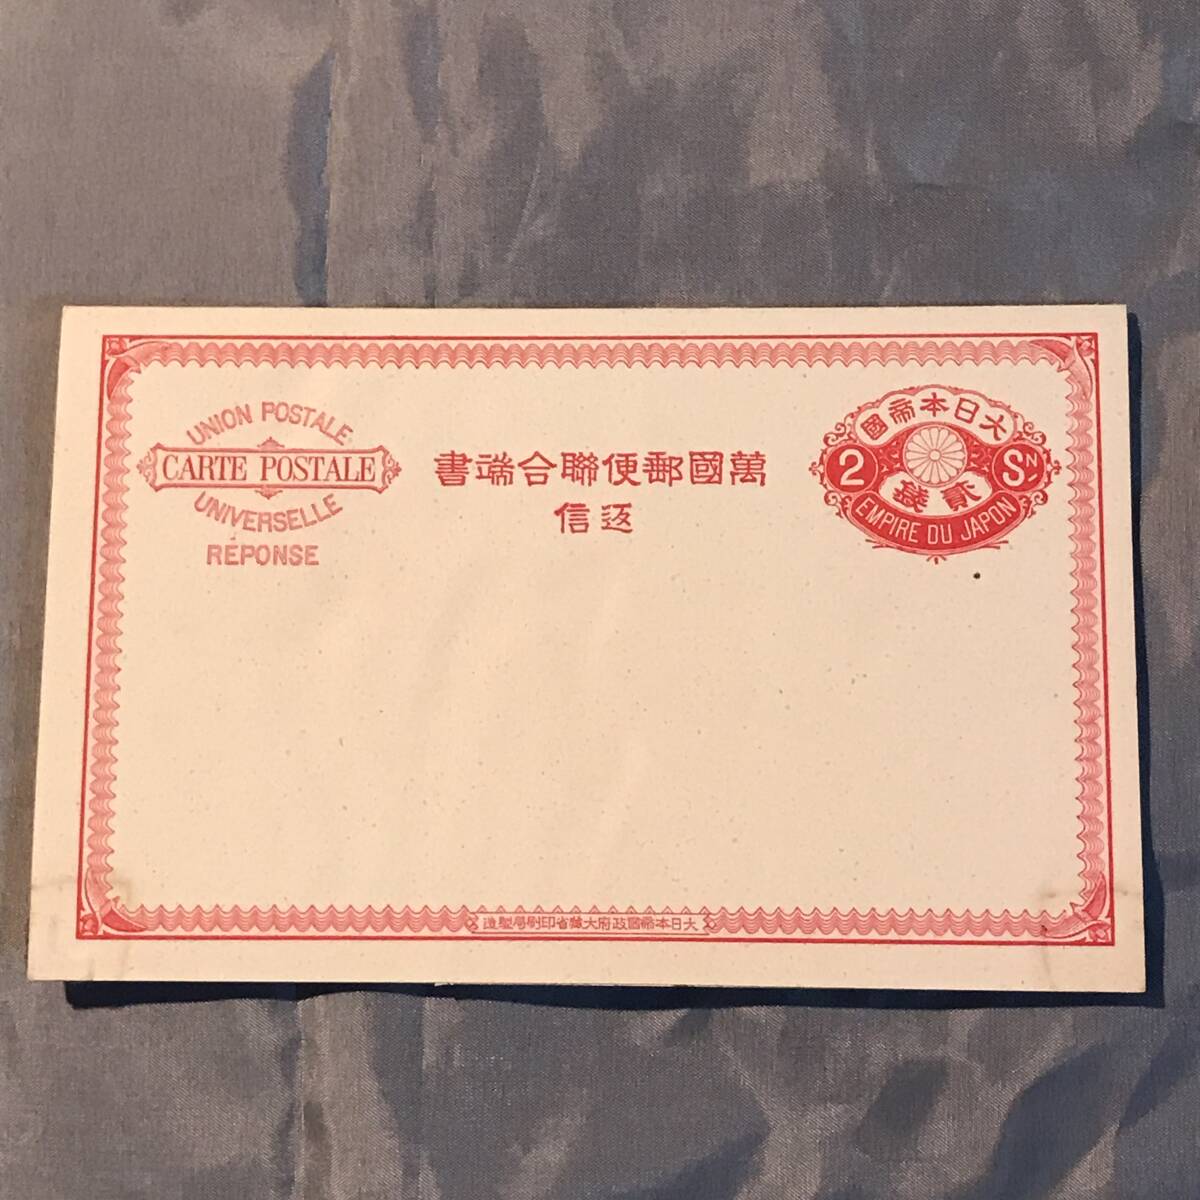 UNION POSTALE
CARTE POSTALE
UNIVERSELLE
RÉPONSE
萬國郵便聯合端書
返信
大日本帝國
2 SN
貳錢
EMPIRE DU JAPON
大日本帝國政府大藏省印刷局製造